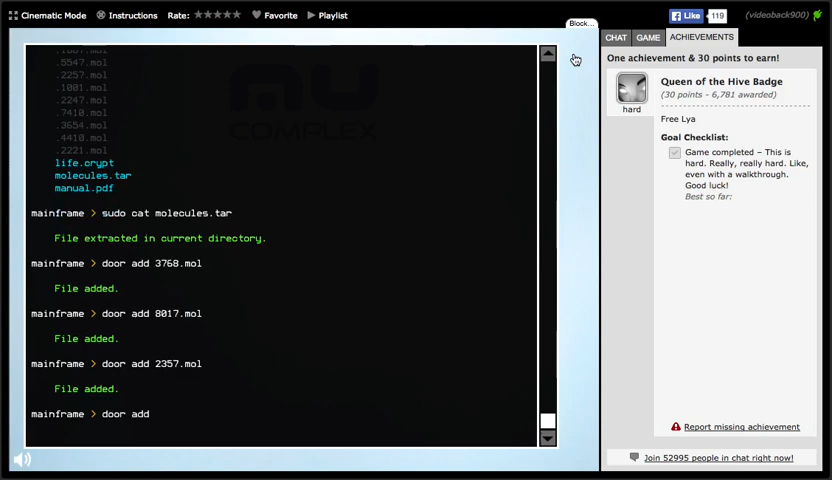 Cinematic Mode
Instructions
Rate:
Favorite
Playlist
Like
119
(videoback900)
Block...
CHAT
GAME
ACHIEVEMENTS
One achievement & 30 points to earn!
Queen of the Hive Badge
(30 points - 6,781 awarded)
hard
Free Lya
Goal Checklist:
Game completed – This is
hard. Really, really hard. Like,
even with a walkthrough.
Good luck!
Best so far:
Report missing achievement
Join 52995 people in chat right now!
MU
COMPLEX
.5547.mol
.2257.mol
.1001.mol
.2247.mol
.7410.mol
.3654.mol
.4410.mol
.2221.mol
life.crypt
molecules.tar
manual.pdf
mainframe > sudo cat molecules.tar
File extracted in current directory.
mainframe > door add 3768.mol
File added.
mainframe > door add 8017.mol
File added.
mainframe > door add 2357.mol
File added.
mainframe > door add